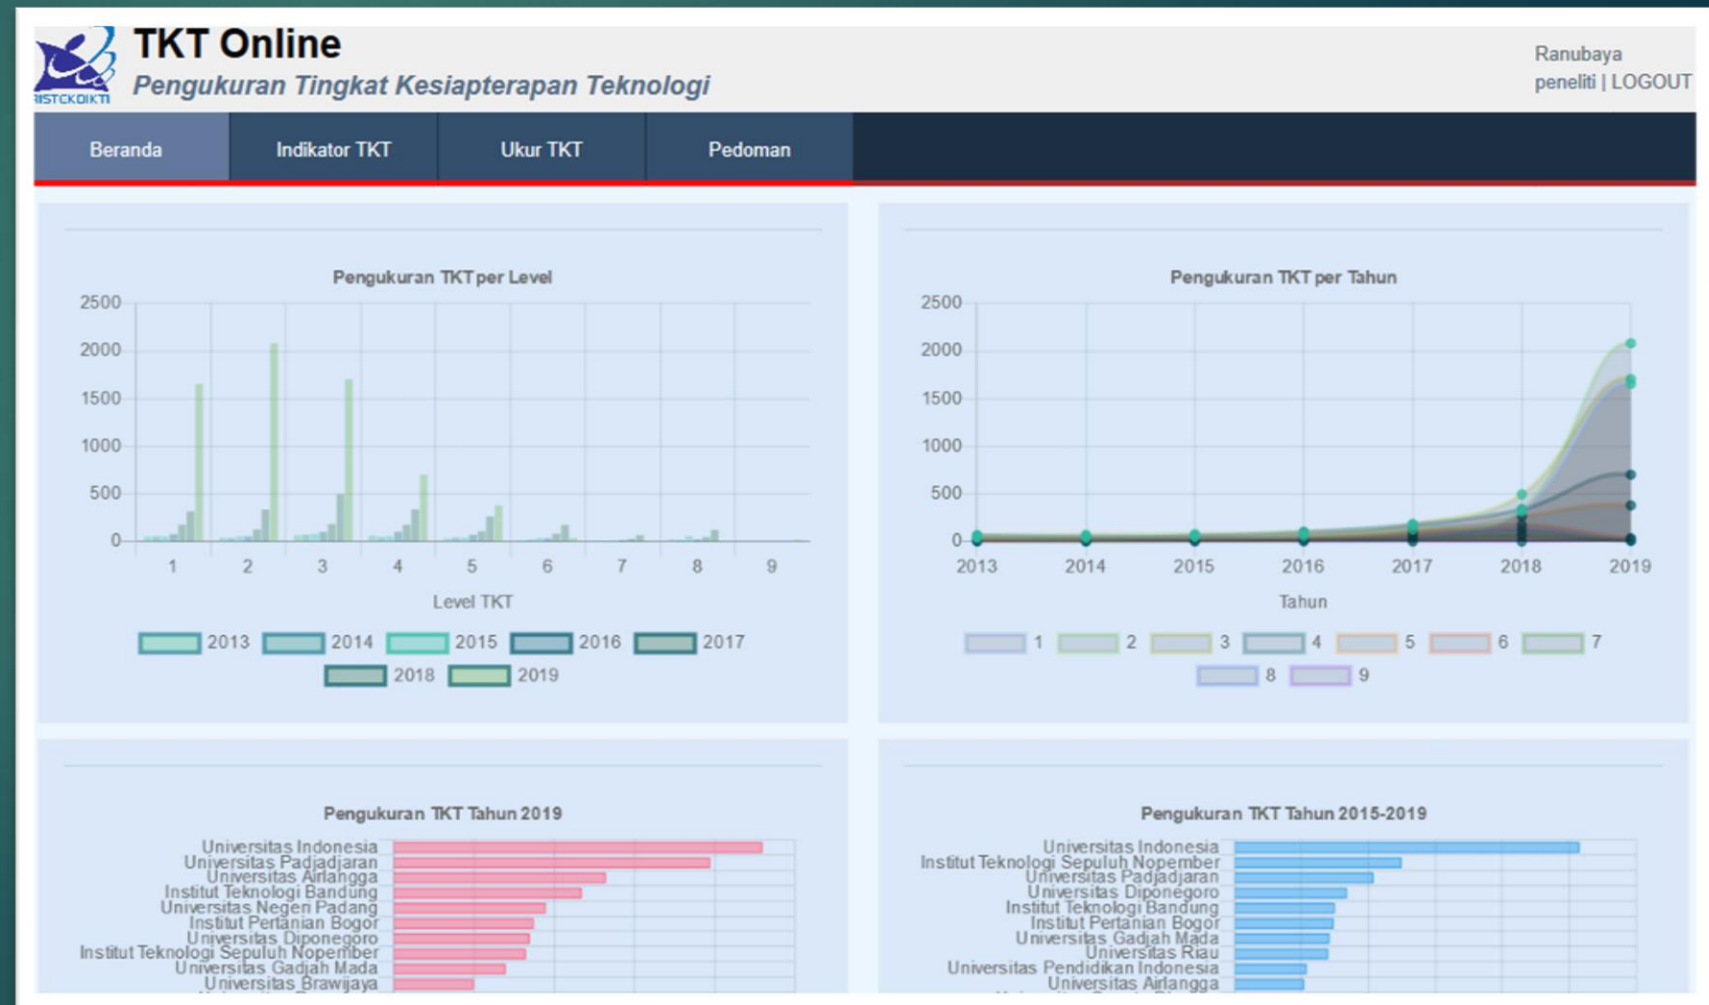 TKT Online
Pengukuran Tingkat Kesiapterapan Teknologi
RISTEKDIKTI
Ranubaya
peneliti | LOGOUT
Beranda
Indikator TKT
Ukur TKT
Pedoman
Pengukuran TKT per Level
2500
2000
1500
1000
500
0
1 2 3 4 5 6 7 8 9
Level TKT
2013 2014 2015 2016 2017
2018 2019
Pengukuran TKT per Tahun
2500
2000
1500
1000
500
0
2013 2014 2015 2016 2017 2018 2019
Tahun
1 2 3 4 5 6 7
8 9
Pengukuran TKT Tahun 2019
Universitas Indonesia
Universitas Padjadjaran
Universitas Airlangga
Institut Teknologi Bandung
Universitas Negeri Padang
Institut Pertanian Bogor
Universitas Diponegoro
Institut Teknologi Sepuluh Nopember
Universitas Gadjah Mada
Universitas Brawijaya
Pengukuran TKT Tahun 2015-2019
Universitas Indonesia
Institut Teknologi Sepuluh Nopember
Universitas Padjadjaran
Universitas Diponegoro
Institut Teknologi Bandung
Institut Pertanian Bogor
Universitas Gadjah Mada
Universitas Riau
Universitas Pendidikan Indonesia
Universitas Airlangga